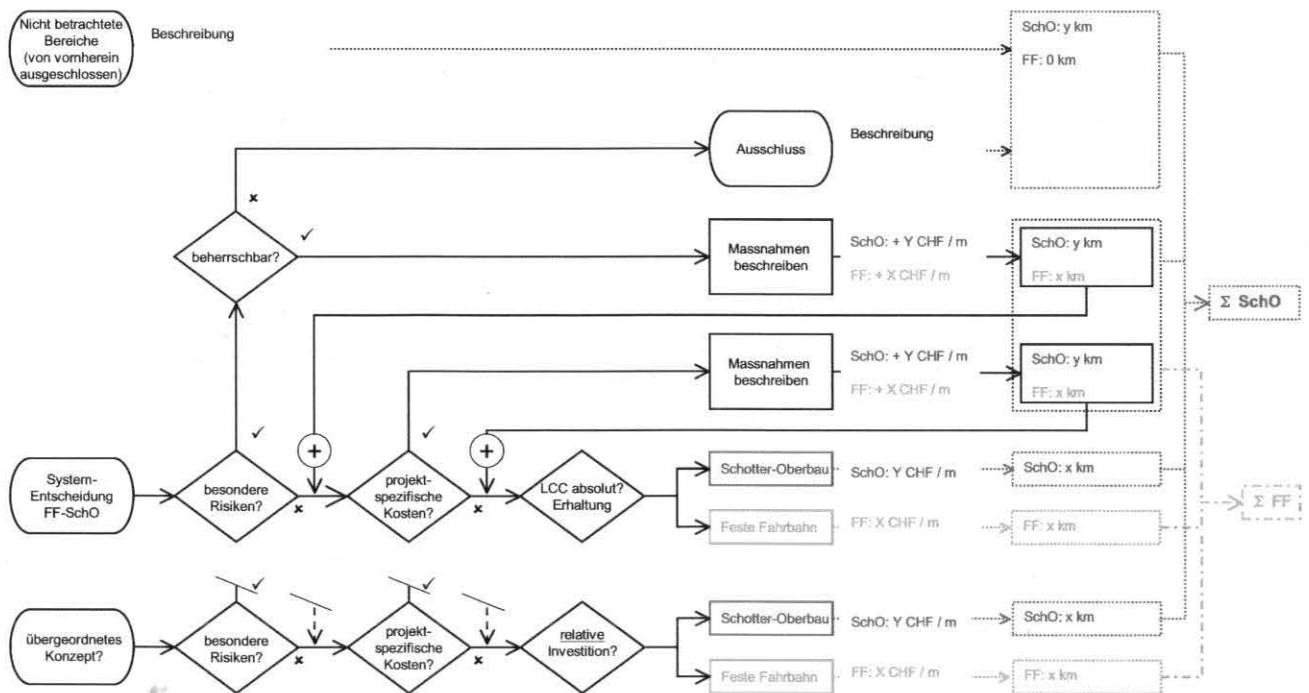 Nicht betrachtete
Bereiche
(von vornherein
ausgeschlossen)
Beschreibung
SchO: y km
FF: 0 km
Ausschluss
Beschreibung
✗
✓
beherrschbar?
Massnahmen
beschreiben
SchO: + Y CHF / m
FF: + X CHF / m
SchO: y km
FF: x km
Σ SchO
Massnahmen
beschreiben
SchO: + Y CHF / m
FF: + X CHF / m
SchO: y km
FF: x km
✓
+
✓
+
System-
Entscheidung
FF-SchO
besondere
Risiken?
✗
projekt-
spezifische
Kosten?
✗
LCC absolut?
Erhaltung
Schotter-Oberbau
SchO: Y CHF / m
SchO: x km
Feste Fahrbahn
FF: X CHF / m
FF: x km
Σ FF
✓
✓
übergeordnetes
Konzept?
besondere
Risiken?
✗
projekt-
spezifische
Kosten?
✗
relative
Investition?
Schotter-Oberbau
SchO: Y CHF / m
SchO: x km
Feste Fahrbahn
FF: X CHF / m
FF: x km